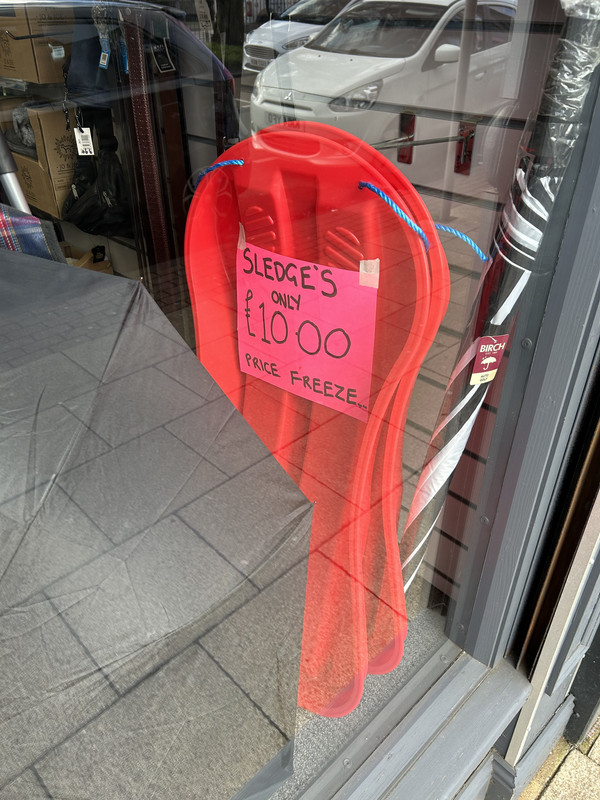 SLEDGE'S
ONLY
£10.00
PRICE FREEZE..
BIRCH